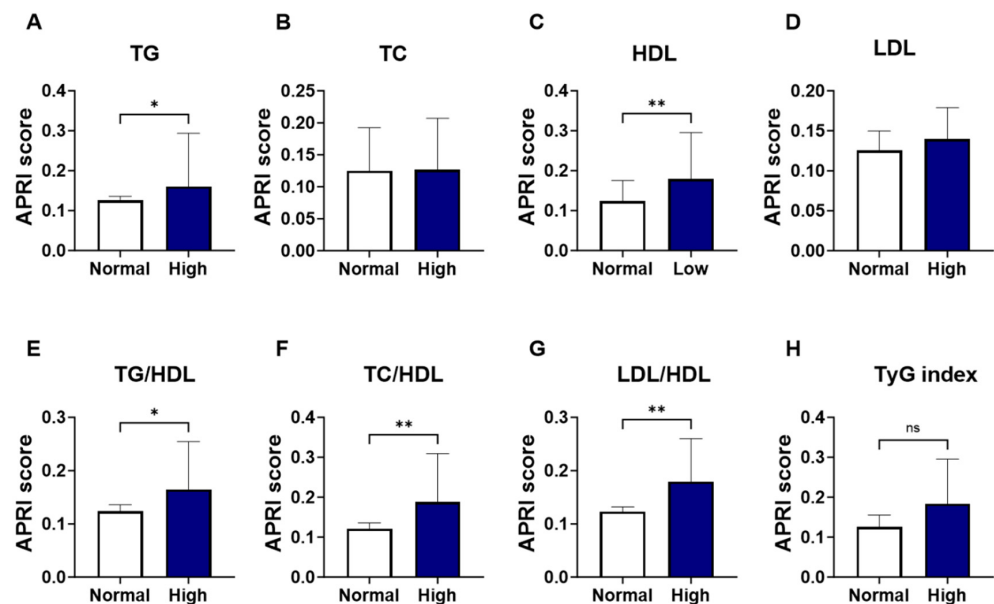 A
TG
APRI score
0.4
0.3
0.2
0.1
0.0
*
Normal High
B
TC
APRI score
0.25
0.20
0.15
0.10
0.05
0.00
Normal High
C
HDL
APRI score
0.4
0.3
0.2
0.1
0.0
**
Normal Low
D
LDL
APRI score
0.20
0.15
0.10
0.05
0.00
Normal High
E
TG/HDL
APRI score
0.3
0.2
0.1
0.0
*
Normal High
F
TC/HDL
APRI score
0.4
0.3
0.2
0.1
0.0
**
Normal High
G
LDL/HDL
APRI score
0.3
0.2
0.1
0.0
**
Normal High
H
TyG index
APRI score
0.4
0.3
0.2
0.1
0.0
ns
Normal High